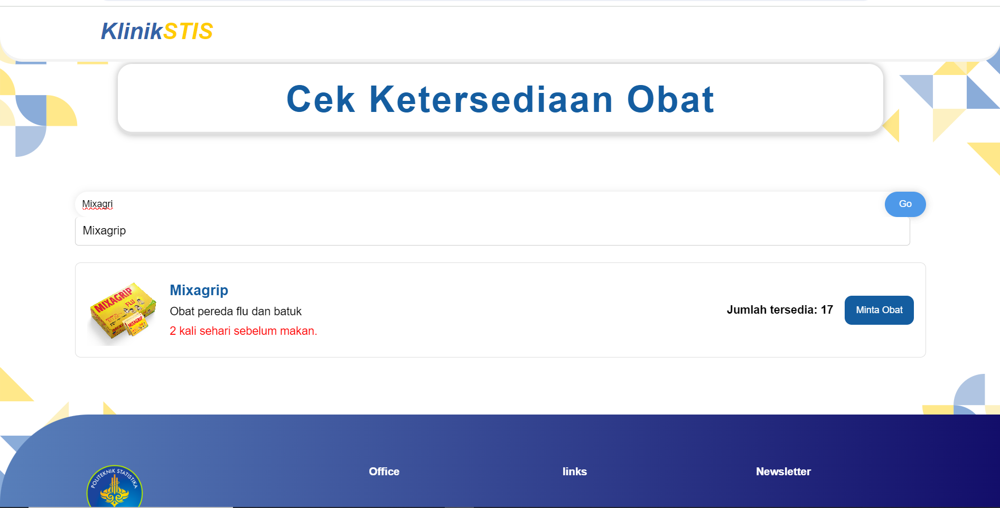 KlinikSTIS
Cek Ketersediaan Obat
Mixagri
Go
Mixagrip
MIXAGRIP
FLU
MIXAGRIP
Mixagrip
Obat pereda flu dan batuk
2 kali sehari sebelum makan.
Jumlah tersedia: 17
Minta Obat
POLITEKNIK STATISTIKA
Office
links
Newsletter